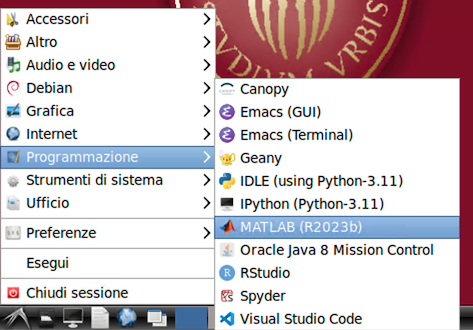 Accessori
Altro
Audio e video
Debian
Grafica
Internet
Programmazione
Strumenti di sistema
Ufficio
Preferenze
Esegui
Chiudi sessione
Canopy
Emacs (GUI)
Emacs (Terminal)
Geany
IDLE (using Python-3.11)
IPython (Python-3.11)
MATLAB (R2023b)
Oracle Java 8 Mission Control
RStudio
Spyder
Visual Studio Code